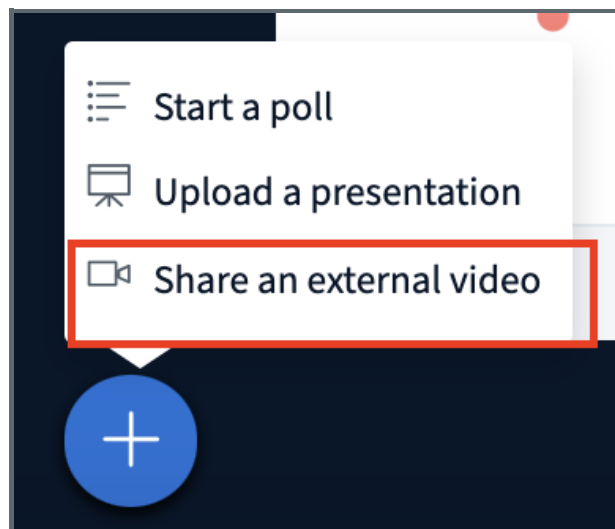 Start a poll
Upload a presentation
Share an external video